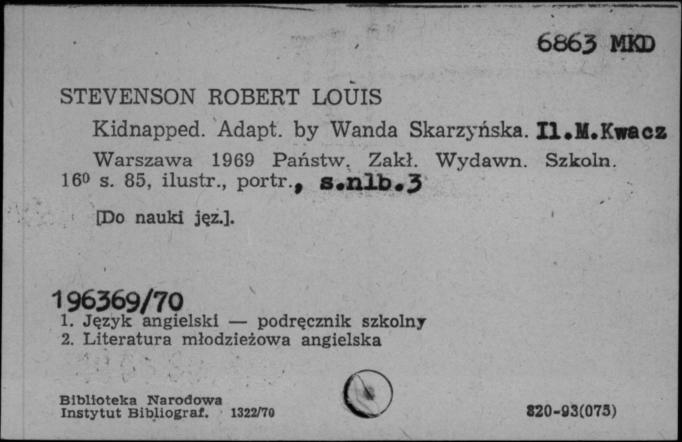 6863 MKD
STEVENSON ROBERT LOUIS
Kidnapped. Adapt. by Wanda Skarzyńska. Il.M.Kwacz
Warszawa 1969 Państw. Zakł. Wydawn. Szkoln.
16⁰ s. 85, ilustr., portr., s.nlb.3
[Do nauki jęz.].
196369/70
1. Język angielski — podręcznik szkolny
2. Literatura młodzieżowa angielska
Biblioteka Narodowa
Instytut Bibliograf. 1322/70
820-93(075)